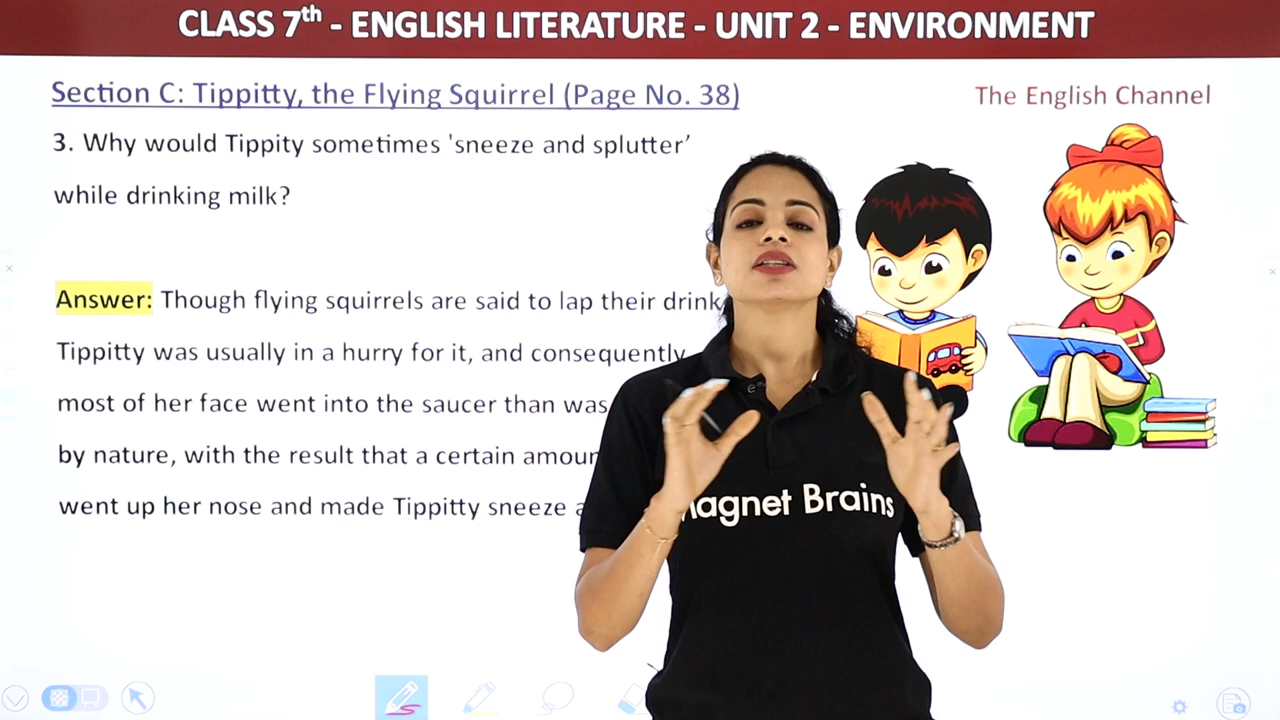 CLASS 7th - ENGLISH LITERATURE - UNIT 2 - ENVIRONMENT
Section C: Tippitty, the Flying Squirrel (Page No. 38)
The English Channel
3. Why would Tippity sometimes 'sneeze and splutter’
while drinking milk?
Answer: Though flying squirrels are said to lap their drink
Tippitty was usually in a hurry for it, and consequently
most of her face went into the saucer than was
by nature, with the result that a certain
went up her nose and made Tippitty sneeze
Magnet Brains